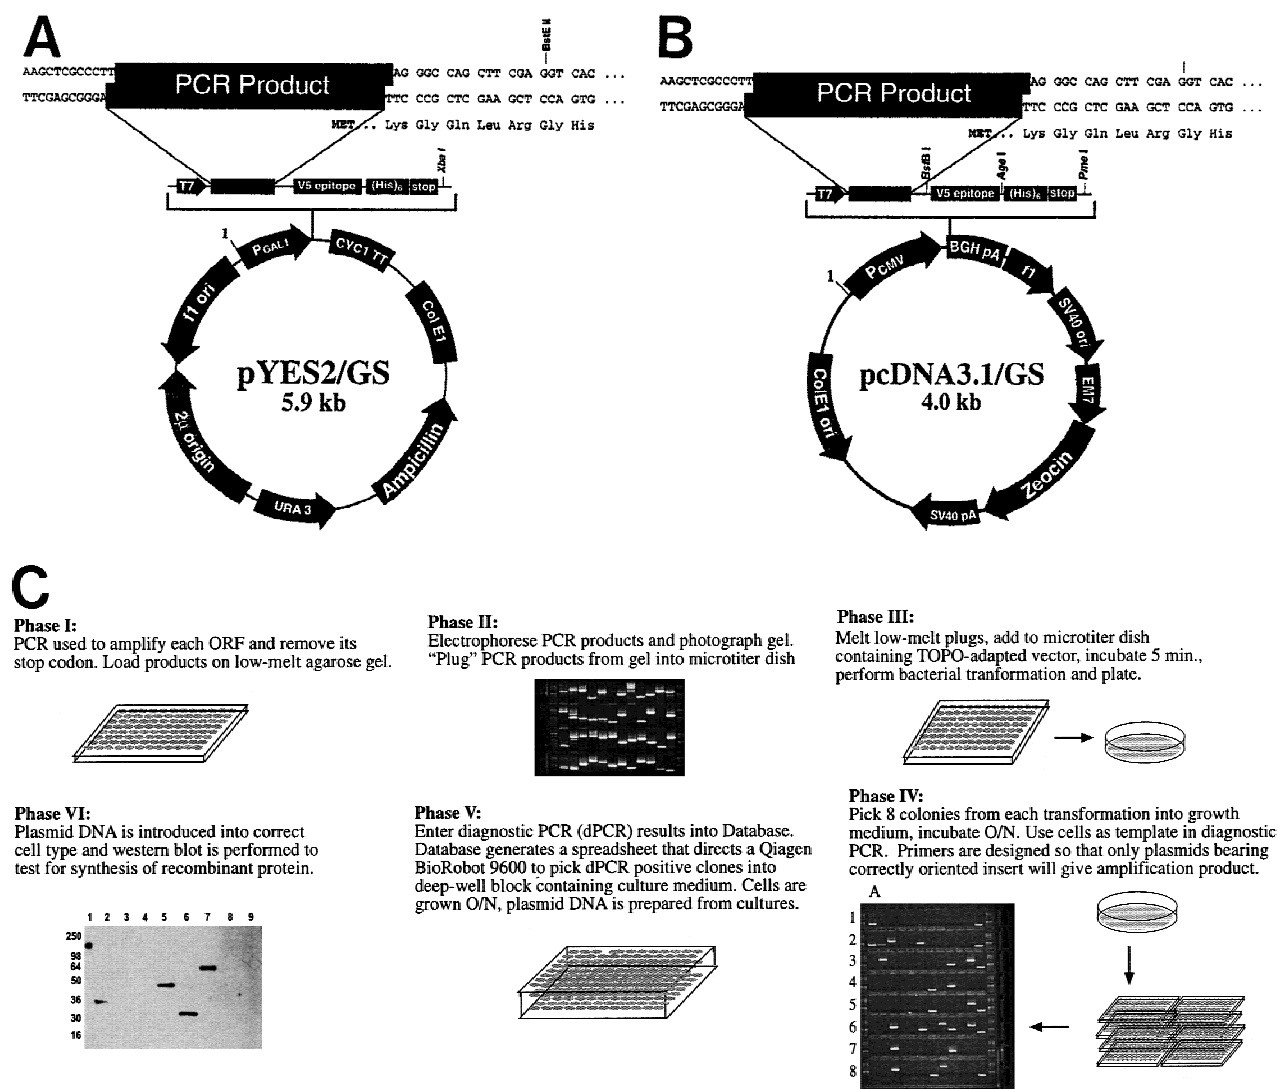 A
BstE II
AAGCTCGCCCTT PCR Product AG GGC CAG CTT CGA GGT CAC ...
TTCGAGCGGGA TTC CCG CTC GAA GCT CCA GTG ...
MET... Lys Gly Gln Leu Arg Gly His
Xba I
T7 V5 epitope (His)6 stop
1
PGAL1
CYC1 TT
Col E1
Ampicillin
URA 3
2μ origin
f1 ori
pYES2/GS
5.9 kb
B
AAGCTCGCCCTT PCR Product AG GGC CAG CTT CGA GGT CAC ...
TTCGAGCGGGA TTC CCG CTC GAA GCT CCA GTG ...
MET... Lys Gly Gln Leu Arg Gly His
BstB I Age I Pme I
T7 V5 epitope (His)6 stop
1
PCMV
BGH pA
f1
SV40 ori
EM7
Zeocin
SV40 pA
ColE1 ori
pcDNA3.1/GS
4.0 kb
C
Phase I:
PCR used to amplify each ORF and remove its
stop codon. Load products on low-melt agarose gel.
Phase II:
Electrophorese PCR products and photograph gel.
“Plug” PCR products from gel into microtiter dish
Phase III:
Melt low-melt plugs, add to microtiter dish
containing TOPO-adapted vector, incubate 5 min.,
perform bacterial tranformation and plate.
Phase VI:
Plasmid DNA is introduced into correct
cell type and western blot is performed to
test for synthesis of recombinant protein.
1 2 3 4 5 6 7 8 9
250
98
64
50
36
30
16
Phase V:
Enter diagnostic PCR (dPCR) results into Database.
Database generates a spreadsheet that directs a Qiagen
BioRobot 9600 to pick dPCR positive clones into
deep-well block containing culture medium. Cells are
grown O/N, plasmid DNA is prepared from cultures.
Phase IV:
Pick 8 colonies from each transformation into growth
medium, incubate O/N. Use cells as template in diagnostic
PCR. Primers are designed so that only plasmids bearing
correctly oriented insert will give amplification product.
A
1
2
3
4
5
6
7
8